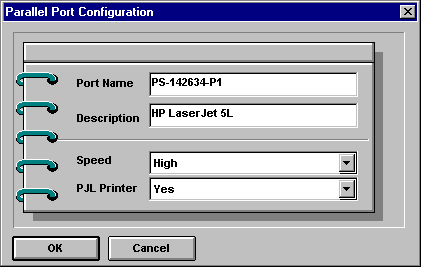 Parallel Port Configuration
Port Name PS-142634-P1
Description HP LaserJet 5L
Speed High
PJL Printer Yes
OK Cancel